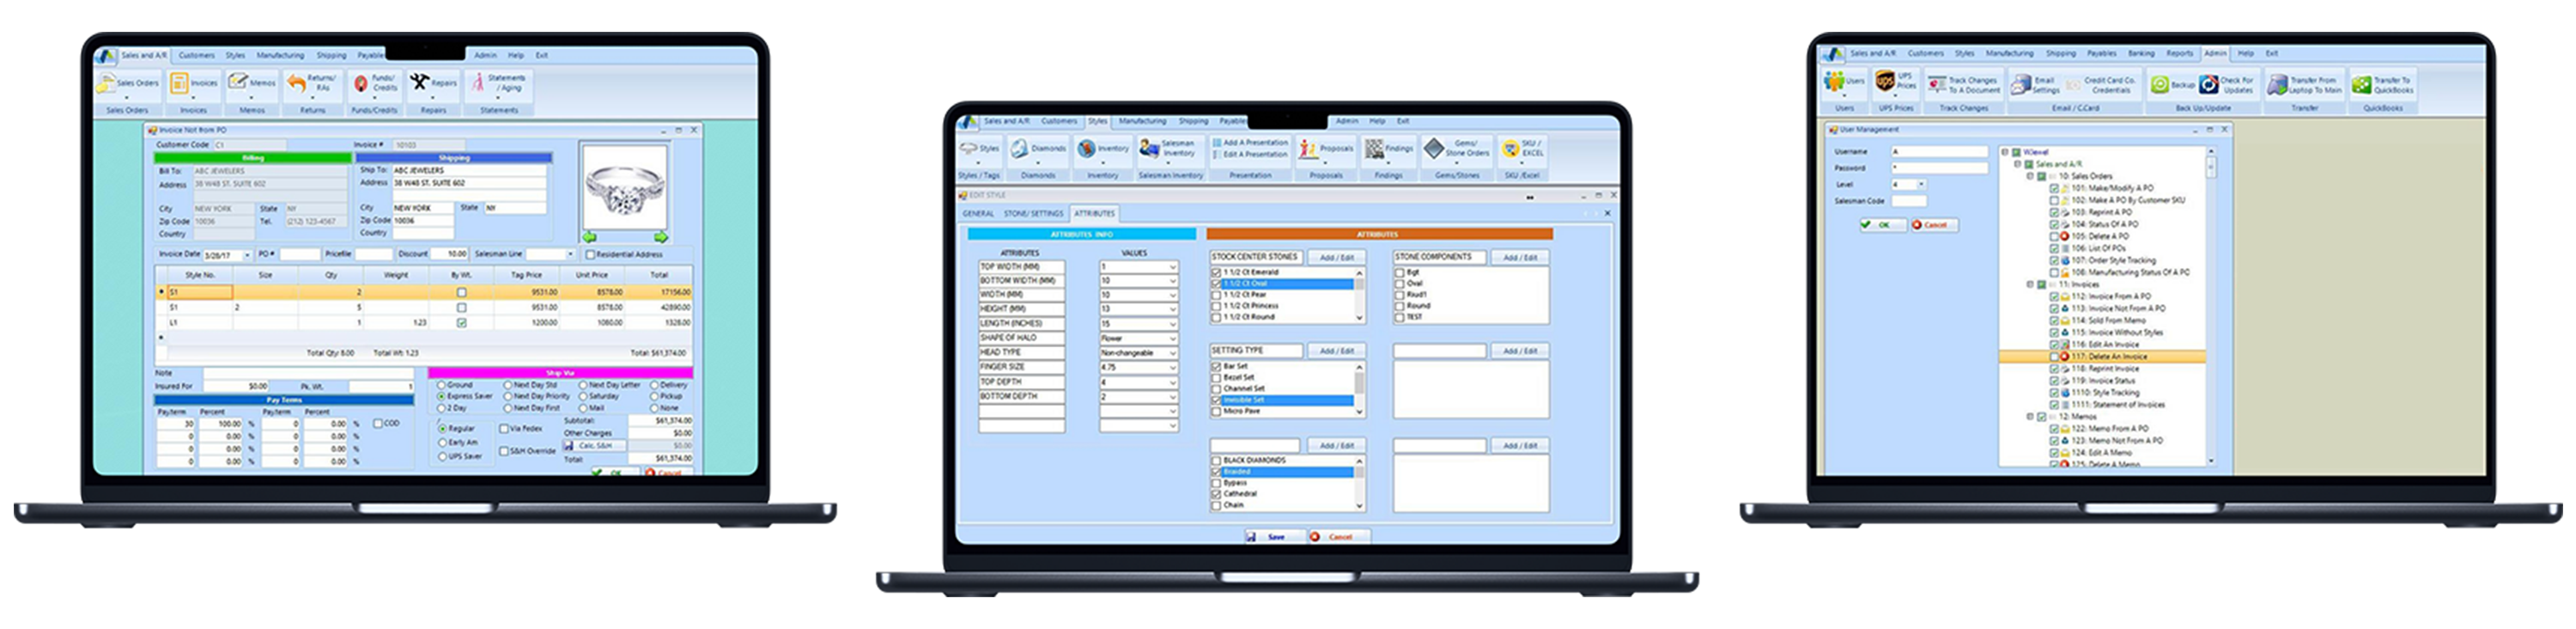 Sales and A/R Customers Styles Manufacturing Shipping Payables Admin Help Exit
Sales Orders Invoices Memos Returns/ RAs Funds/ Credits Repairs Statements / Aging
Sales Orders Invoices Memos Returns Funds/Credits Repairs Statements
Invoice Not from PO
Customer Code C1 Invoice # 10103
Billing Shipping
Bill To: ABC JEWELERS Ship To: ABC JEWELERS
Address 38 W48 ST. SUITE 602 Address 38 W48 ST. SUITE 602
City NEW YORK State NY City NEW YORK State NY
Zip Code 10036 Tel. (212) 123-4567 Zip Code 10036
Country Country
Invoice Date 3/28/17 PO # Pricefile Discount 10.00 Salesman Line Residential Address
Style No. Size Qty Weight By Wt. Tag Price Unit Price Total
S1 2 9531.00 8578.00 17156.00
S1 2 5 9531.00 8578.00 42890.00
L1 1 1.23 1200.00 1080.00 1328.00
Total Qty 8.00 Total Wt 1.23 Total: $61,374.00
Note
Insured For $0.00 Pk. Wt. 1
Ship Via
Ground Next Day Std Next Day Letter Delivery
Express Saver Next Day Priority Saturday Pickup
2 Day Next Day First Mail None
Pay Terms
Payterm Percent Payterm Percent
30 100.00 % 0 0.00 % COD
0 0.00 % 0 0.00 %
0 0.00 % 0 0.00 %
0 0.00 % 0 0.00 %
Regular Via Fedex Subtotal: $61,374.00
Other Charges $0.00
Early Am Calc. S&H $0.00
UPS Saver S&H Override Total: $61,374.00
OK Cancel
Sales and A/R Customers Styles Manufacturing Shipping Payables Admin Help Exit
Styles Diamonds Inventory Salesman Inventory Add A Presentation Edit A Presentation Proposals Findings Gems/ Stone Orders SKU / EXCEL
Styles / Tags Diamonds Inventory Salesman Inventory Presentation Proposals Findings Gems/Stones SKU /Excel
EDIT STYLE
GENERAL STONE/ SETTINGS ATTRIBUTES
ATTRIBUTES INFO ATTRIBUTES
ATTRIBUTES VALUES
TOP WIDTH (MM) 1
BOTTOM WIDTH (MM) 10
WIDTH (MM) 10
HEIGHT (MM) 13
LENGTH (INCHES) 15
SHAPE OF HALO Flower
HEAD TYPE Non-changeable
FINGER SIZE 4.75
TOP DEPTH 4
BOTTOM DEPTH 2
STOCK CENTER STONES Add / Edit
1 1/2 Ct Emerald
1 1/2 Ct Oval
1 1/2 Ct Pear
1 1/2 Ct Princess
1 1/2 Ct Round
STONE COMPONENTS Add / Edit
Bgt
Oval
Rnud1
Round
TEST
SETTING TYPE Add / Edit
Bar Set
Bezel Set
Channel Set
Invisible Set
Micro Pave
Add / Edit
Add / Edit
BLACK DIAMONDS
Braided
Bypass
Cathedral
Chain
Add / Edit
Save Cancel
Sales and A/R Customers Styles Manufacturing Shipping Payables Banking Reports Admin Help Exit
Users UPS Prices Track Changes To A Document Email Settings Credit Card Co. Credentials Backup Check For Updates Transfer From Laptop To Main Transfer To QuickBooks
Users UPS Prices Track Changes Email / C.Card Back Up/Update Transfer QuickBooks
User Management
Username A
Password *
Level 4
Salesman Code
OK Cancel
WJewel
Sales and A/R
10: Sales Orders
101: Make/Modify A PO
102: Make A PO By Customer SKU
103: Reprint A PO
104: Status Of A PO
105: Delete A PO
106: List Of POs
107: Order Style Tracking
108: Manufacturing Status Of A PO
11: Invoices
112: Invoice From A PO
113: Invoice Not From A PO
114: Sold From Memo
115: Invoice Without Styles
116: Edit An Invoice
117: Delete An Invoice
118: Reprint Invoice
119: Invoice Status
1110: Style Tracking
1111: Statement of Invoices
12: Memos
122: Memo From A PO
123: Memo Not From A PO
124: Edit A Memo
125: Delete A Memo